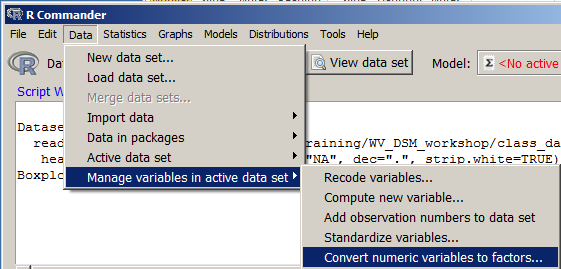 R Commander
File Edit Data Statistics Graphs Models Distributions Tools Help
New data set...
Load data set...
Merge data sets...
Import data
Data in packages
Active data set
Manage variables in active data set
Recode variables...
Compute new variable...
Add observation numbers to data set
Standardize variables...
Convert numeric variables to factors...
R Da View data set Model: Σ <No active
Script W
Datase
read raining/WV_DSM_workshop/class_da
hea "NA", dec=".", strip.white=TRUE)
Boxplo